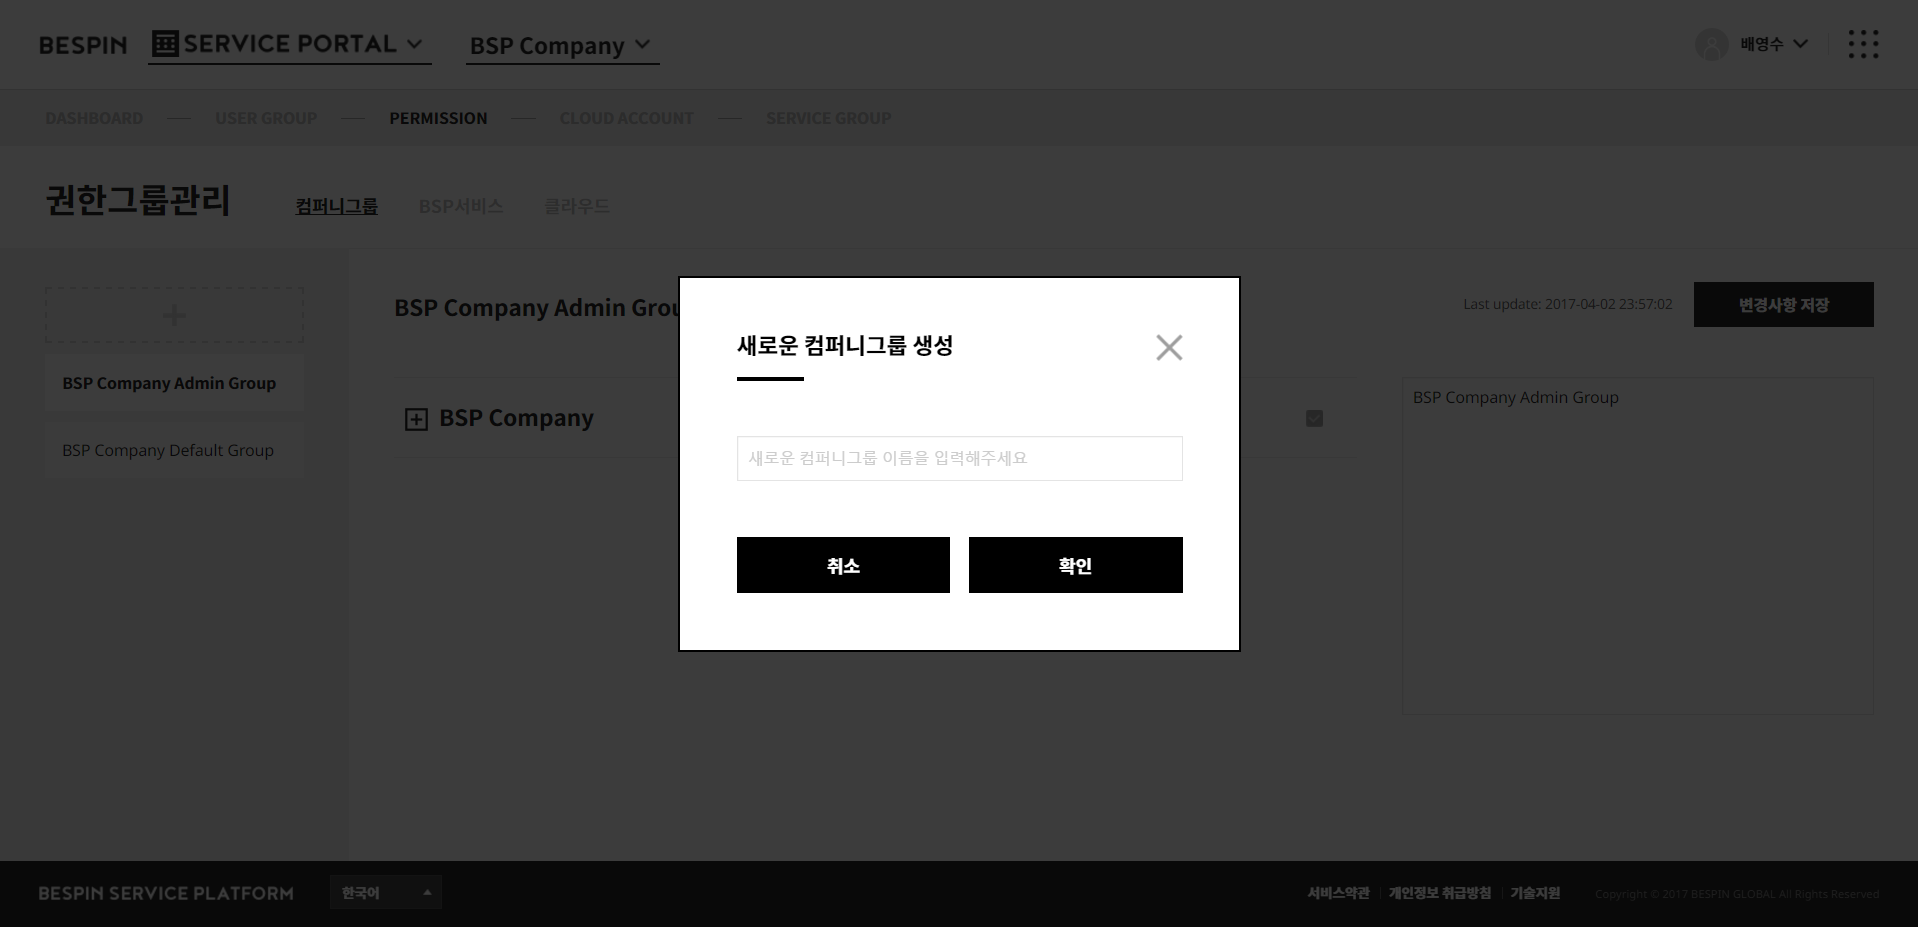 BESPIN SERVICE PORTAL BSP Company 배영수
DASHBOARD USER GROUP PERMISSION CLOUD ACCOUNT SERVICE GROUP
권한그룹관리 컴퍼니그룹 BSP서비스 클라우드
BSP Company Admin Group
BSP Company Default Group
BSP Company Admin Grou
Last update: 2017-04-02 23:57:02 변경사항 저장
BSP Company
BSP Company Admin Group
새로운 컴퍼니그룹 생성
새로운 컴퍼니그룹 이름을 입력해주세요
취소 확인
BESPIN SERVICE PLATFORM 한국어 서비스약관 개인정보 취급방침 기술지원 Copyright © 2017 BESPIN GLOBAL All Rights Reserved